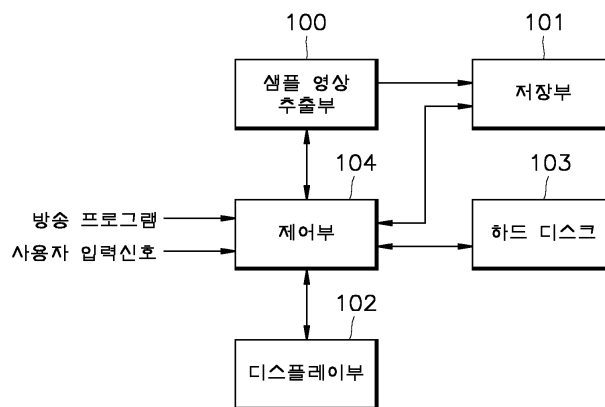 100
샘플 영상
추출부
101
저장부
104
제어부
103
하드 디스크
방송 프로그램
사용자 입력신호
102
디스플레이부